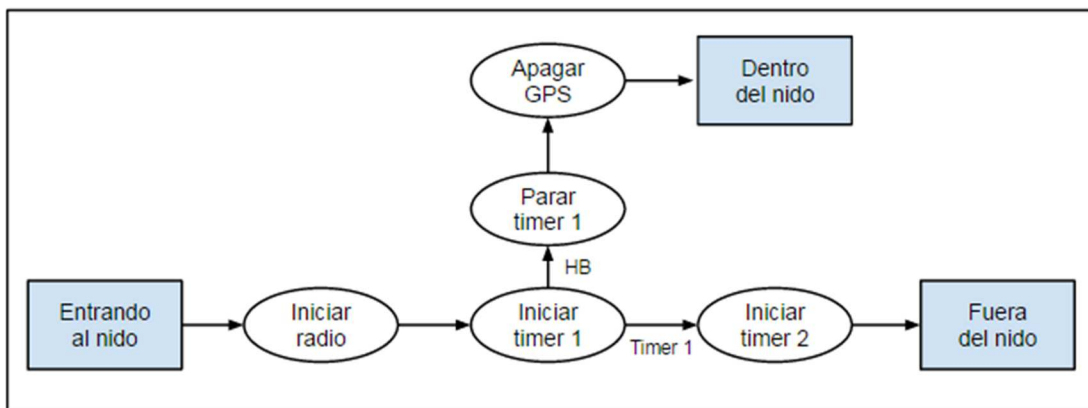 Apagar
GPS
Dentro
del nido
Parar
timer 1
HB
Entrando
al nido
Iniciar
radio
Iniciar
timer 1
Timer 1
Iniciar
timer 2
Fuera
del nido